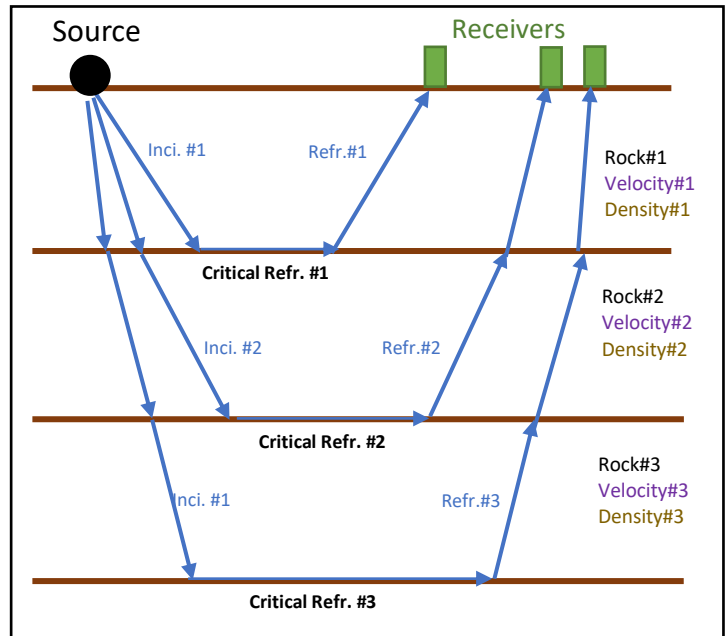 Source
Receivers
Inci. #1
Refr.#1
Rock#1
Velocity#1
Density#1
Critical Refr. #1
Inci. #2
Refr.#2
Rock#2
Velocity#2
Density#2
Critical Refr. #2
Inci. #1
Refr.#3
Rock#3
Velocity#3
Density#3
Critical Refr. #3